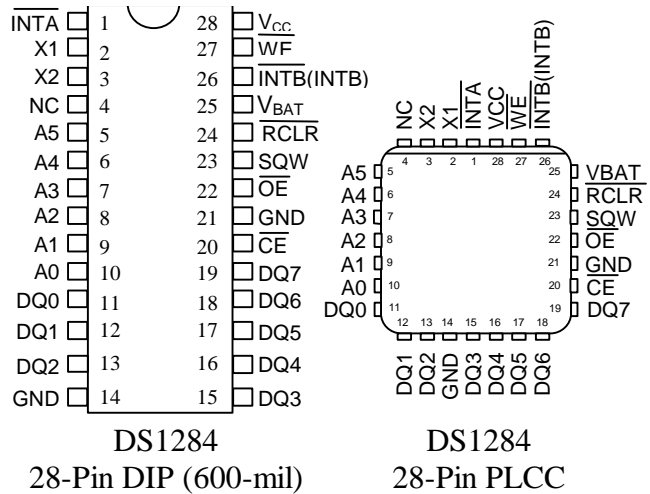 INTA 1 28 VCC
X1 2 27 WE
X2 3 26 INTB(INTB)
NC 4 25 VBAT
A5 5 24 RCLR
A4 6 23 SQW
A3 7 22 OE
A2 8 21 GND
A1 9 20 CE
A0 10 19 DQ7
DQ0 11 18 DQ6
DQ1 12 17 DQ5
DQ2 13 16 DQ4
GND 14 15 DQ3
DS1284
28-Pin DIP (600-mil)
NC X2 X1 INTA VCC WE INTB(INTB)
4 3 2 1 28 27 26
A5 5 25 VBAT
A4 6 24 RCLR
A3 7 23 SQW
A2 8 22 OE
A1 9 21 GND
A0 10 20 CE
DQ0 11 19 DQ7
12 13 14 15 16 17 18
DQ1 DQ2 GND DQ3 DQ4 DQ5 DQ6
DS1284
28-Pin PLCC